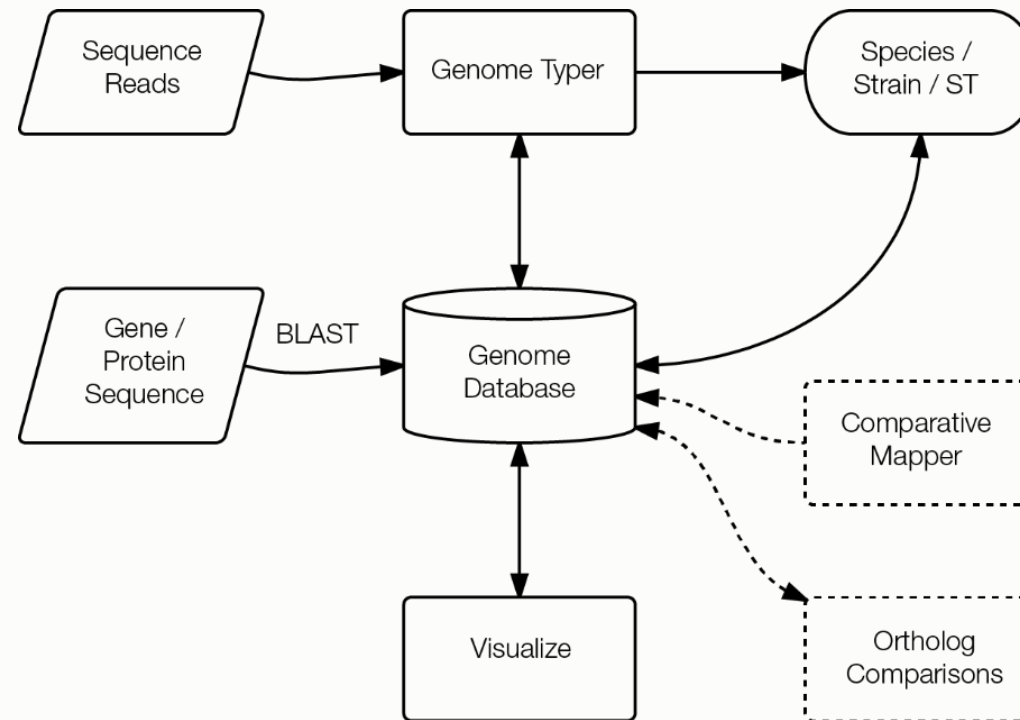 Sequence
Reads
Genome Typer
Species /
Strain / ST
Gene /
Protein
Sequence
BLAST
Genome
Database
Comparative
Mapper
Visualize
Ortholog
Comparisons